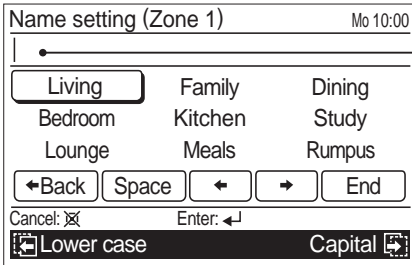 Name setting (Zone 1) Mo 10:00
Living Family Dining
Bedroom Kitchen Study
Lounge Meals Rumpus
←Back Space ← → End
Cancel: Enter:
Lower case Capital